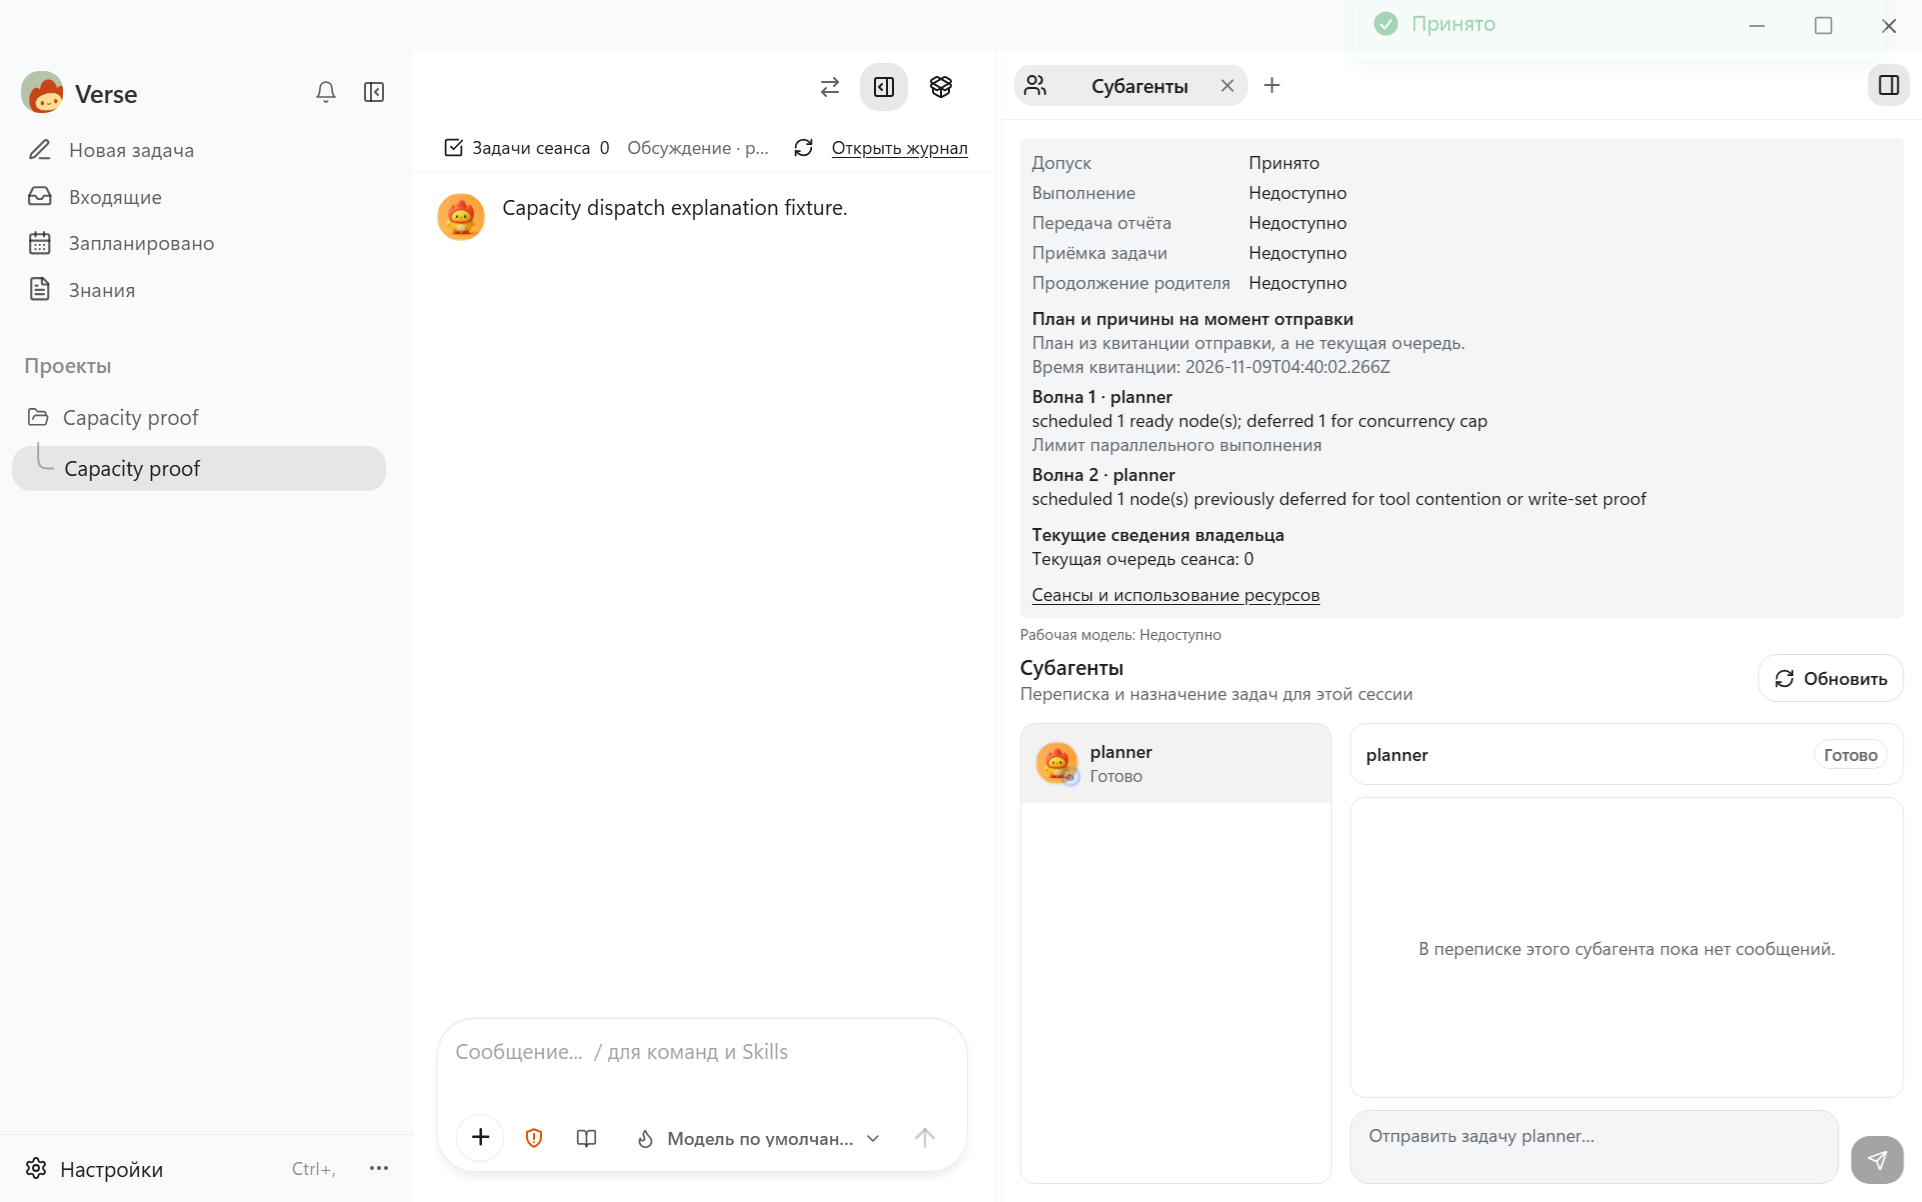 Принято
Verse
Новая задача
Входящие
Запланировано
Знания
Проекты
Capacity proof
Capacity proof
Настройки
Ctrl+,
Задачи сеанса 0
Обсуждение · р...
Открыть журнал
Capacity dispatch explanation fixture.
Сообщение... / для команд и Skills
Модель по умолчан...
Субагенты
Допуск Принято
Выполнение Недоступно
Передача отчёта Недоступно
Приёмка задачи Недоступно
Продолжение родителя Недоступно
План и причины на момент отправки
План из квитанции отправки, а не текущая очередь.
Время квитанции: 2026-11-09T04:40:02.266Z
Волна 1 · planner
scheduled 1 ready node(s); deferred 1 for concurrency cap
Лимит параллельного выполнения
Волна 2 · planner
scheduled 1 node(s) previously deferred for tool contention or write-set proof
Текущие сведения владельца
Текущая очередь сеанса: 0
Сеансы и использование ресурсов
Рабочая модель: Недоступно
Субагенты
Переписка и назначение задач для этой сессии
Обновить
planner
Готово
planner
Готово
В переписке этого субагента пока нет сообщений.
Отправить задачу planner...